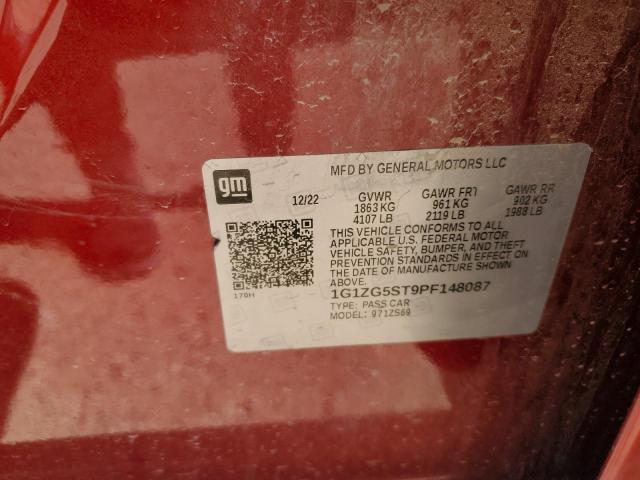 gm
MFD BY GENERAL MOTORS LLC
12/22
GVWR
1863 KG
4107 LB
GAWR FRT
961 KG
2119 LB
GAWR RR
902 KG
1988 LB
THIS VEHICLE CONFORMS TO ALL
APPLICABLE U.S. FEDERAL MOTOR
VEHICLE SAFETY, BUMPER, AND THEFT
PREVENTION STANDARDS IN EFFECT ON
THE DATE OF MANUFACTURE SHOWN
ABOVE.
1G1ZG5ST9PF148087
TYPE: PASS CAR
MODEL: 971ZS69
170H